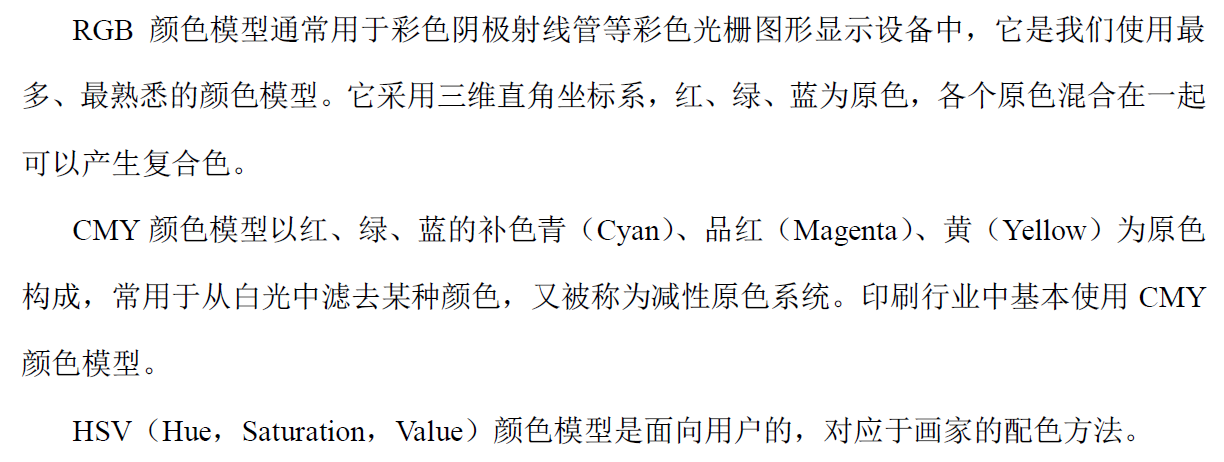 RGB 颜色模型通常用于彩色阴极射线管等彩色光栅图形显示设备中，它是我们使用最
多、最熟悉的颜色模型。它采用三维直角坐标系，红、绿、蓝为原色，各个原色混合在一起
可以产生复合色。
CMY 颜色模型以红、绿、蓝的补色青（Cyan）、品红（Magenta）、黄（Yellow）为原色
构成，常用于从白光中滤去某种颜色，又被称为减性原色系统。印刷行业中基本使用 CMY
颜色模型。
HSV（Hue，Saturation，Value）颜色模型是面向用户的，对应于画家的配色方法。